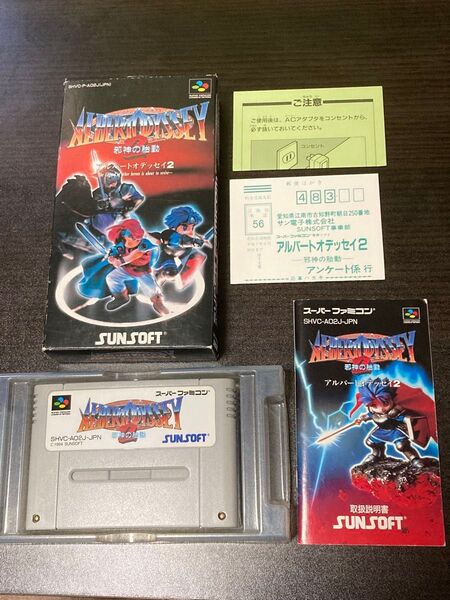 SHVC-P-A02J(JPN)
ALBERT ODYSSEY
邪神の胎動
アルバートオデッセイ2
SUNSOFT
ご注意
ご使用後は、ACアダプタをコンセントから、
必ず抜いておいてください。
コンセント
郵便はがき
483
56
愛知県江南市古知野町朝日250番地
サン電子株式会社
SUNSOFT事業部
スーパーファミコン
アルバートオデッセイ2
邪神の胎動
アンケート係 行
スーパーファミコン
SHVC-A02J-JPN
ALBERT ODYSSEY
邪神の胎動
SHVC-A02J-JPN
©1994 SUNSOFT
SUNSOFT
スーパーファミコン
ALBERT ODYSSEY
邪神の胎動
アルバートオデッセイ2
取扱説明書
SUNSOFT